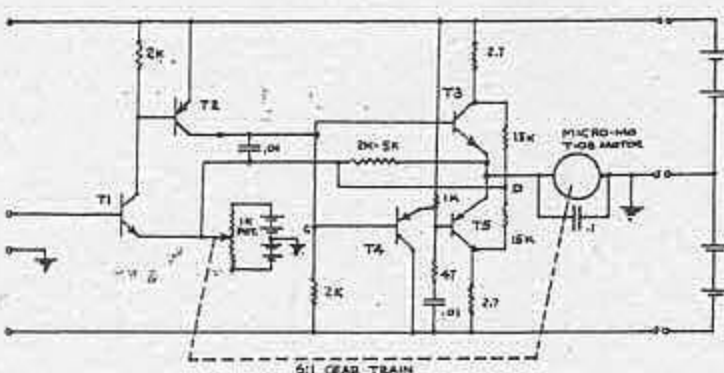 2K
T2
T3
2.7
.01
2K-5K
15K
MICRO-MO
T-03 MOTOR
T1
1K
POT.
1K
D
T5
.1
G
T4
15K
2K
47
.01
2.7
5:1 GEAR TRAIN